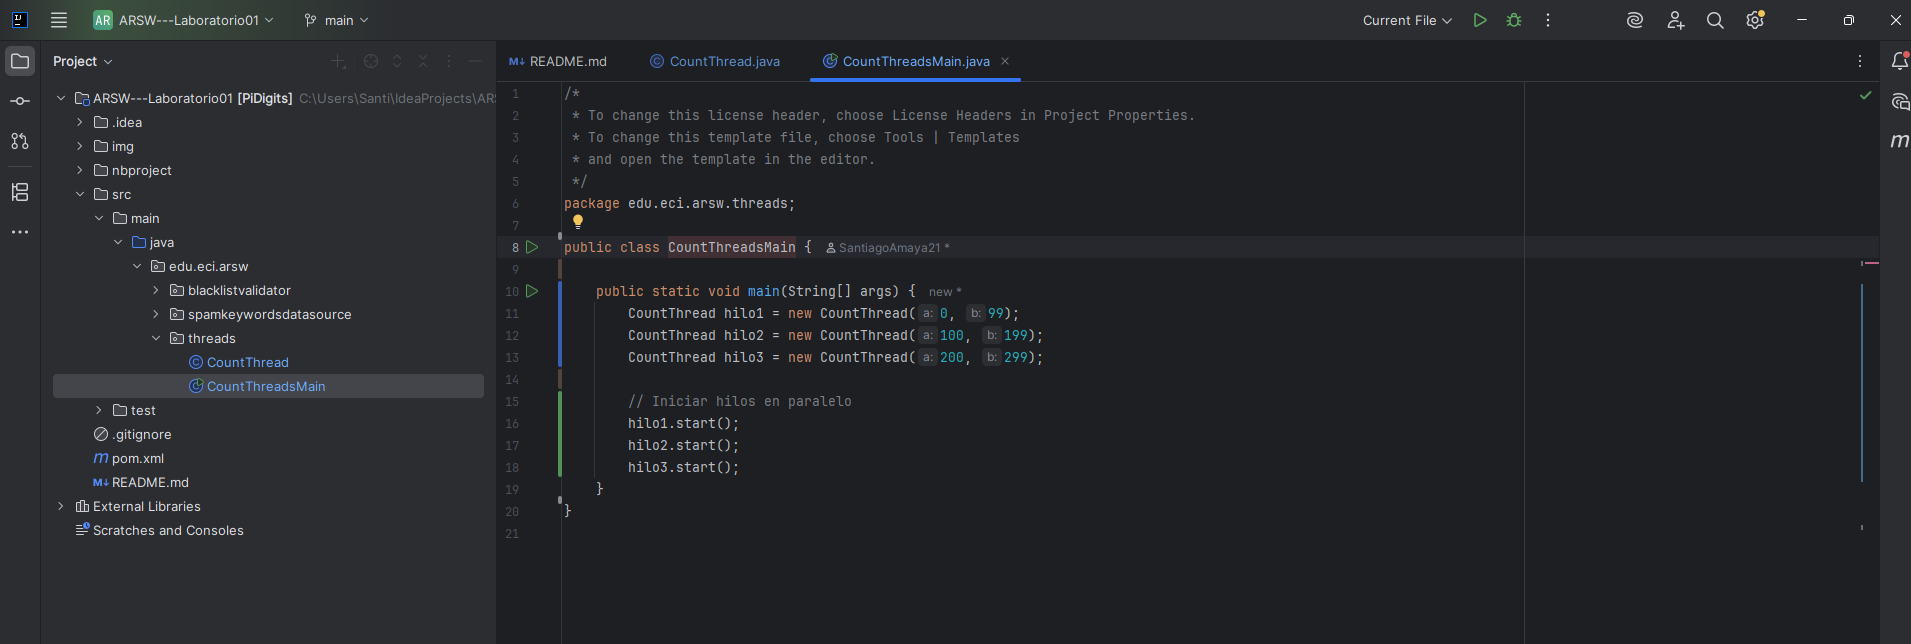 AR ARSW---Laboratorio01 main Current File
Project
README.md CountThread.java CountThreadsMain.java
ARSW---Laboratorio01 [PiDigits] C:\Users\Santi\IdeaProjects\ARS
.idea
img
nbproject
src
main
java
edu.eci.arsw
blacklistvalidator
spamkeywordsdatasource
threads
CountThread
CountThreadsMain
test
.gitignore
pom.xml
README.md
External Libraries
Scratches and Consoles
1 /*
2 * To change this license header, choose License Headers in Project Properties.
3 * To change this template file, choose Tools | Templates
4 * and open the template in the editor.
5 */
6 package edu.eci.arsw.threads;
7
8 public class CountThreadsMain { SantiagoAmaya21 *
9
10 public static void main(String[] args) { new *
11 CountThread hilo1 = new CountThread( a: 0, b: 99);
12 CountThread hilo2 = new CountThread( a: 100, b: 199);
13 CountThread hilo3 = new CountThread( a: 200, b: 299);
14
15 // Iniciar hilos en paralelo
16 hilo1.start();
17 hilo2.start();
18 hilo3.start();
19 }
20 }
21